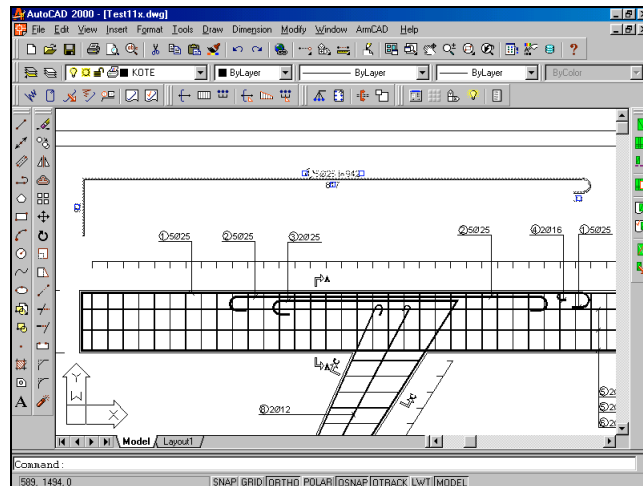 AutoCAD 2000 - [Test11x.dwg]
File Edit View Insert Format Tools Draw Dimension Modify Window ArmCAD Help
KOTE ByLayer ByLayer ByLayer ByColor
①5Ø25 ②5Ø25 ③2Ø25 ②5Ø25 ④2Ø16 ①5Ø25
A
A
C
C
⑧2Ø12
Y
W
X
A
Model Layout1
Command:
589, 1494, 0 SNAP GRID ORTHO POLAR OSNAP OTRACK LWT MODEL